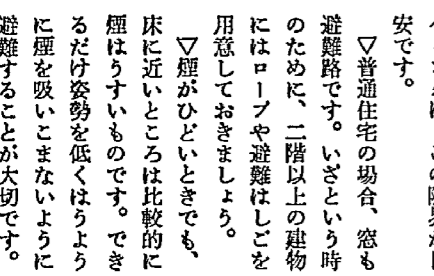 安です。
▽普通住宅の場合、窓も
避難路です。いざという時
のために、二階以上の建物
にはロープや避難はしごを
用意しておきましょう。
▽煙がひどいときでも、
床に近いところは比較的に
煙はうすいものです。でき
るだけ姿勢を低くはうよう
に煙を吸いこまないように
避難することが大切です。